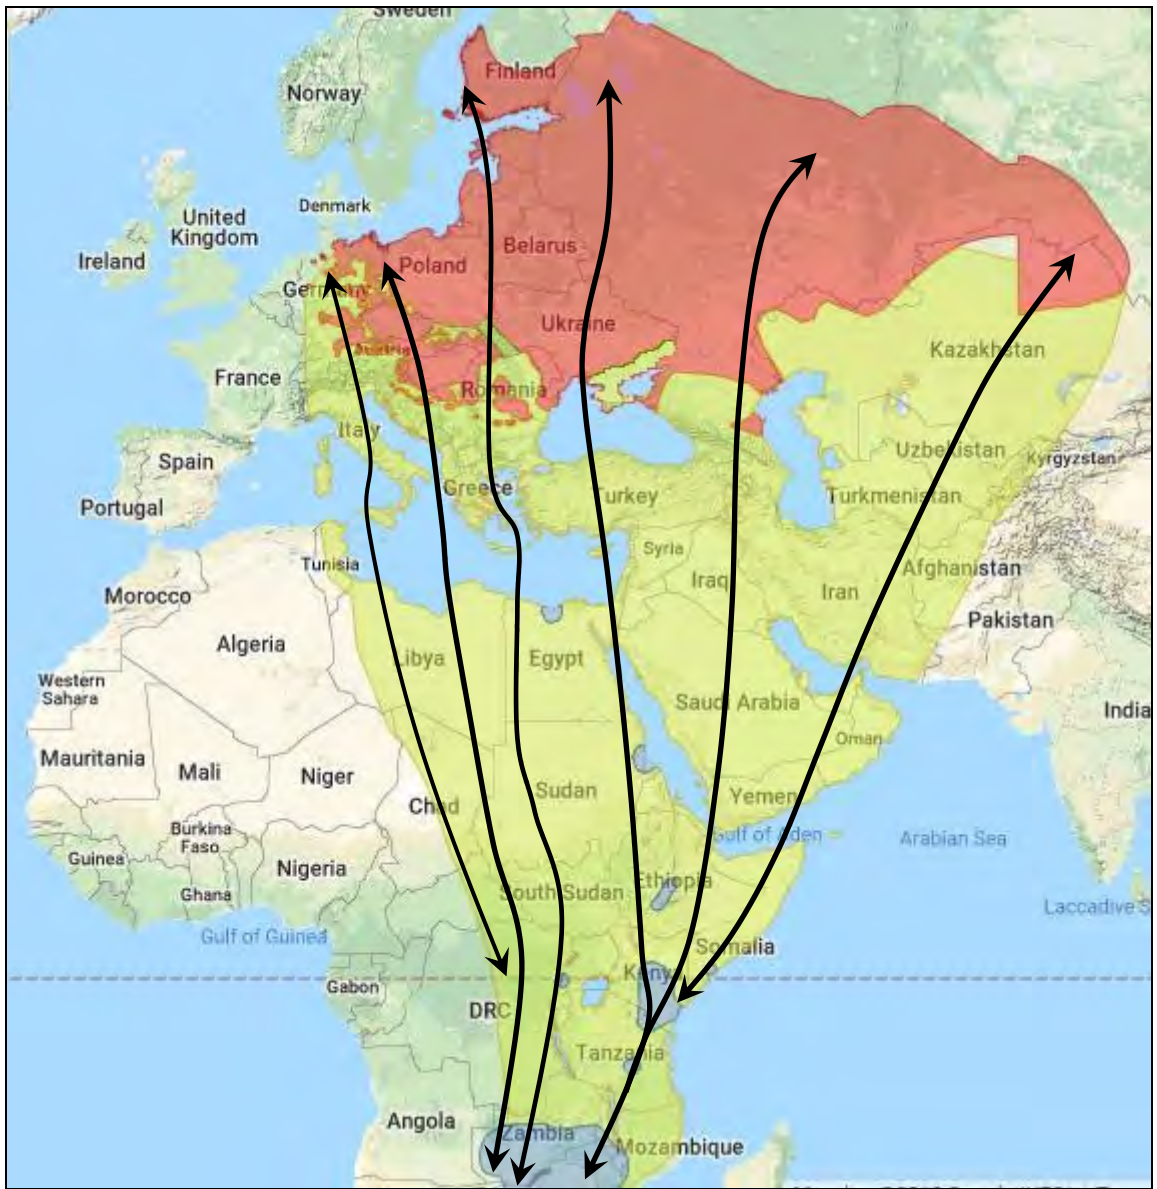 Sweden
Finland
Norway
Denmark
United
Kingdom
Ireland
Belarus
Poland
Germany
Ukraine
Kazakhstan
France
Austria
Romania
Italy
Uzbekistan
Kyrgyzstan
Spain
Greece
Turkey
Turkmenistan
Portugal
Syria
Tunisia
Afghanistan
Iraq
Iran
Morocco
Pakistan
Algeria
Libya
Egypt
Western
Sahara
Saudi Arabia
India
Oman
Mauritania
Mali
Niger
Sudan
Chad
Yemen
Burkina
Faso
Gulf of Aden
Arabian Sea
Guinea
Nigeria
Ethiopia
Ghana
South Sudan
Laccadive S
Gulf of Guinea
Somalia
Kenya
Gabon
DRC
Tanzania
Angola
Zambia
Mozambique